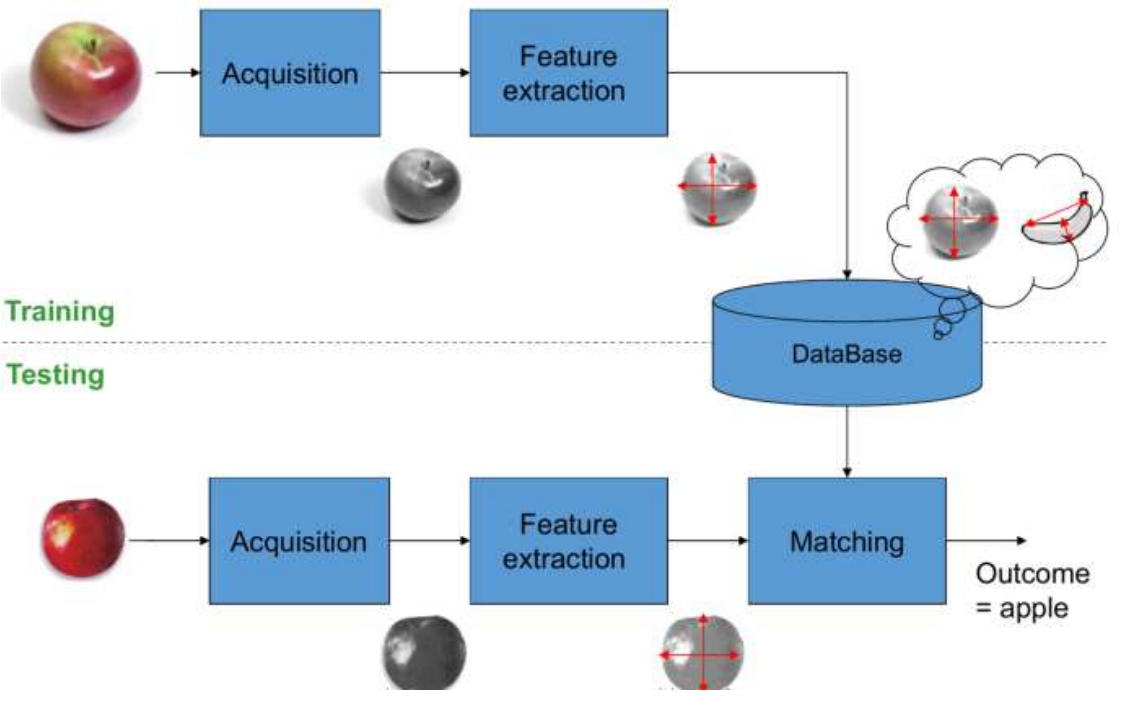 Acquisition
Feature
extraction
Training
DataBase
Testing
Acquisition
Feature
extraction
Matching
Outcome
= apple